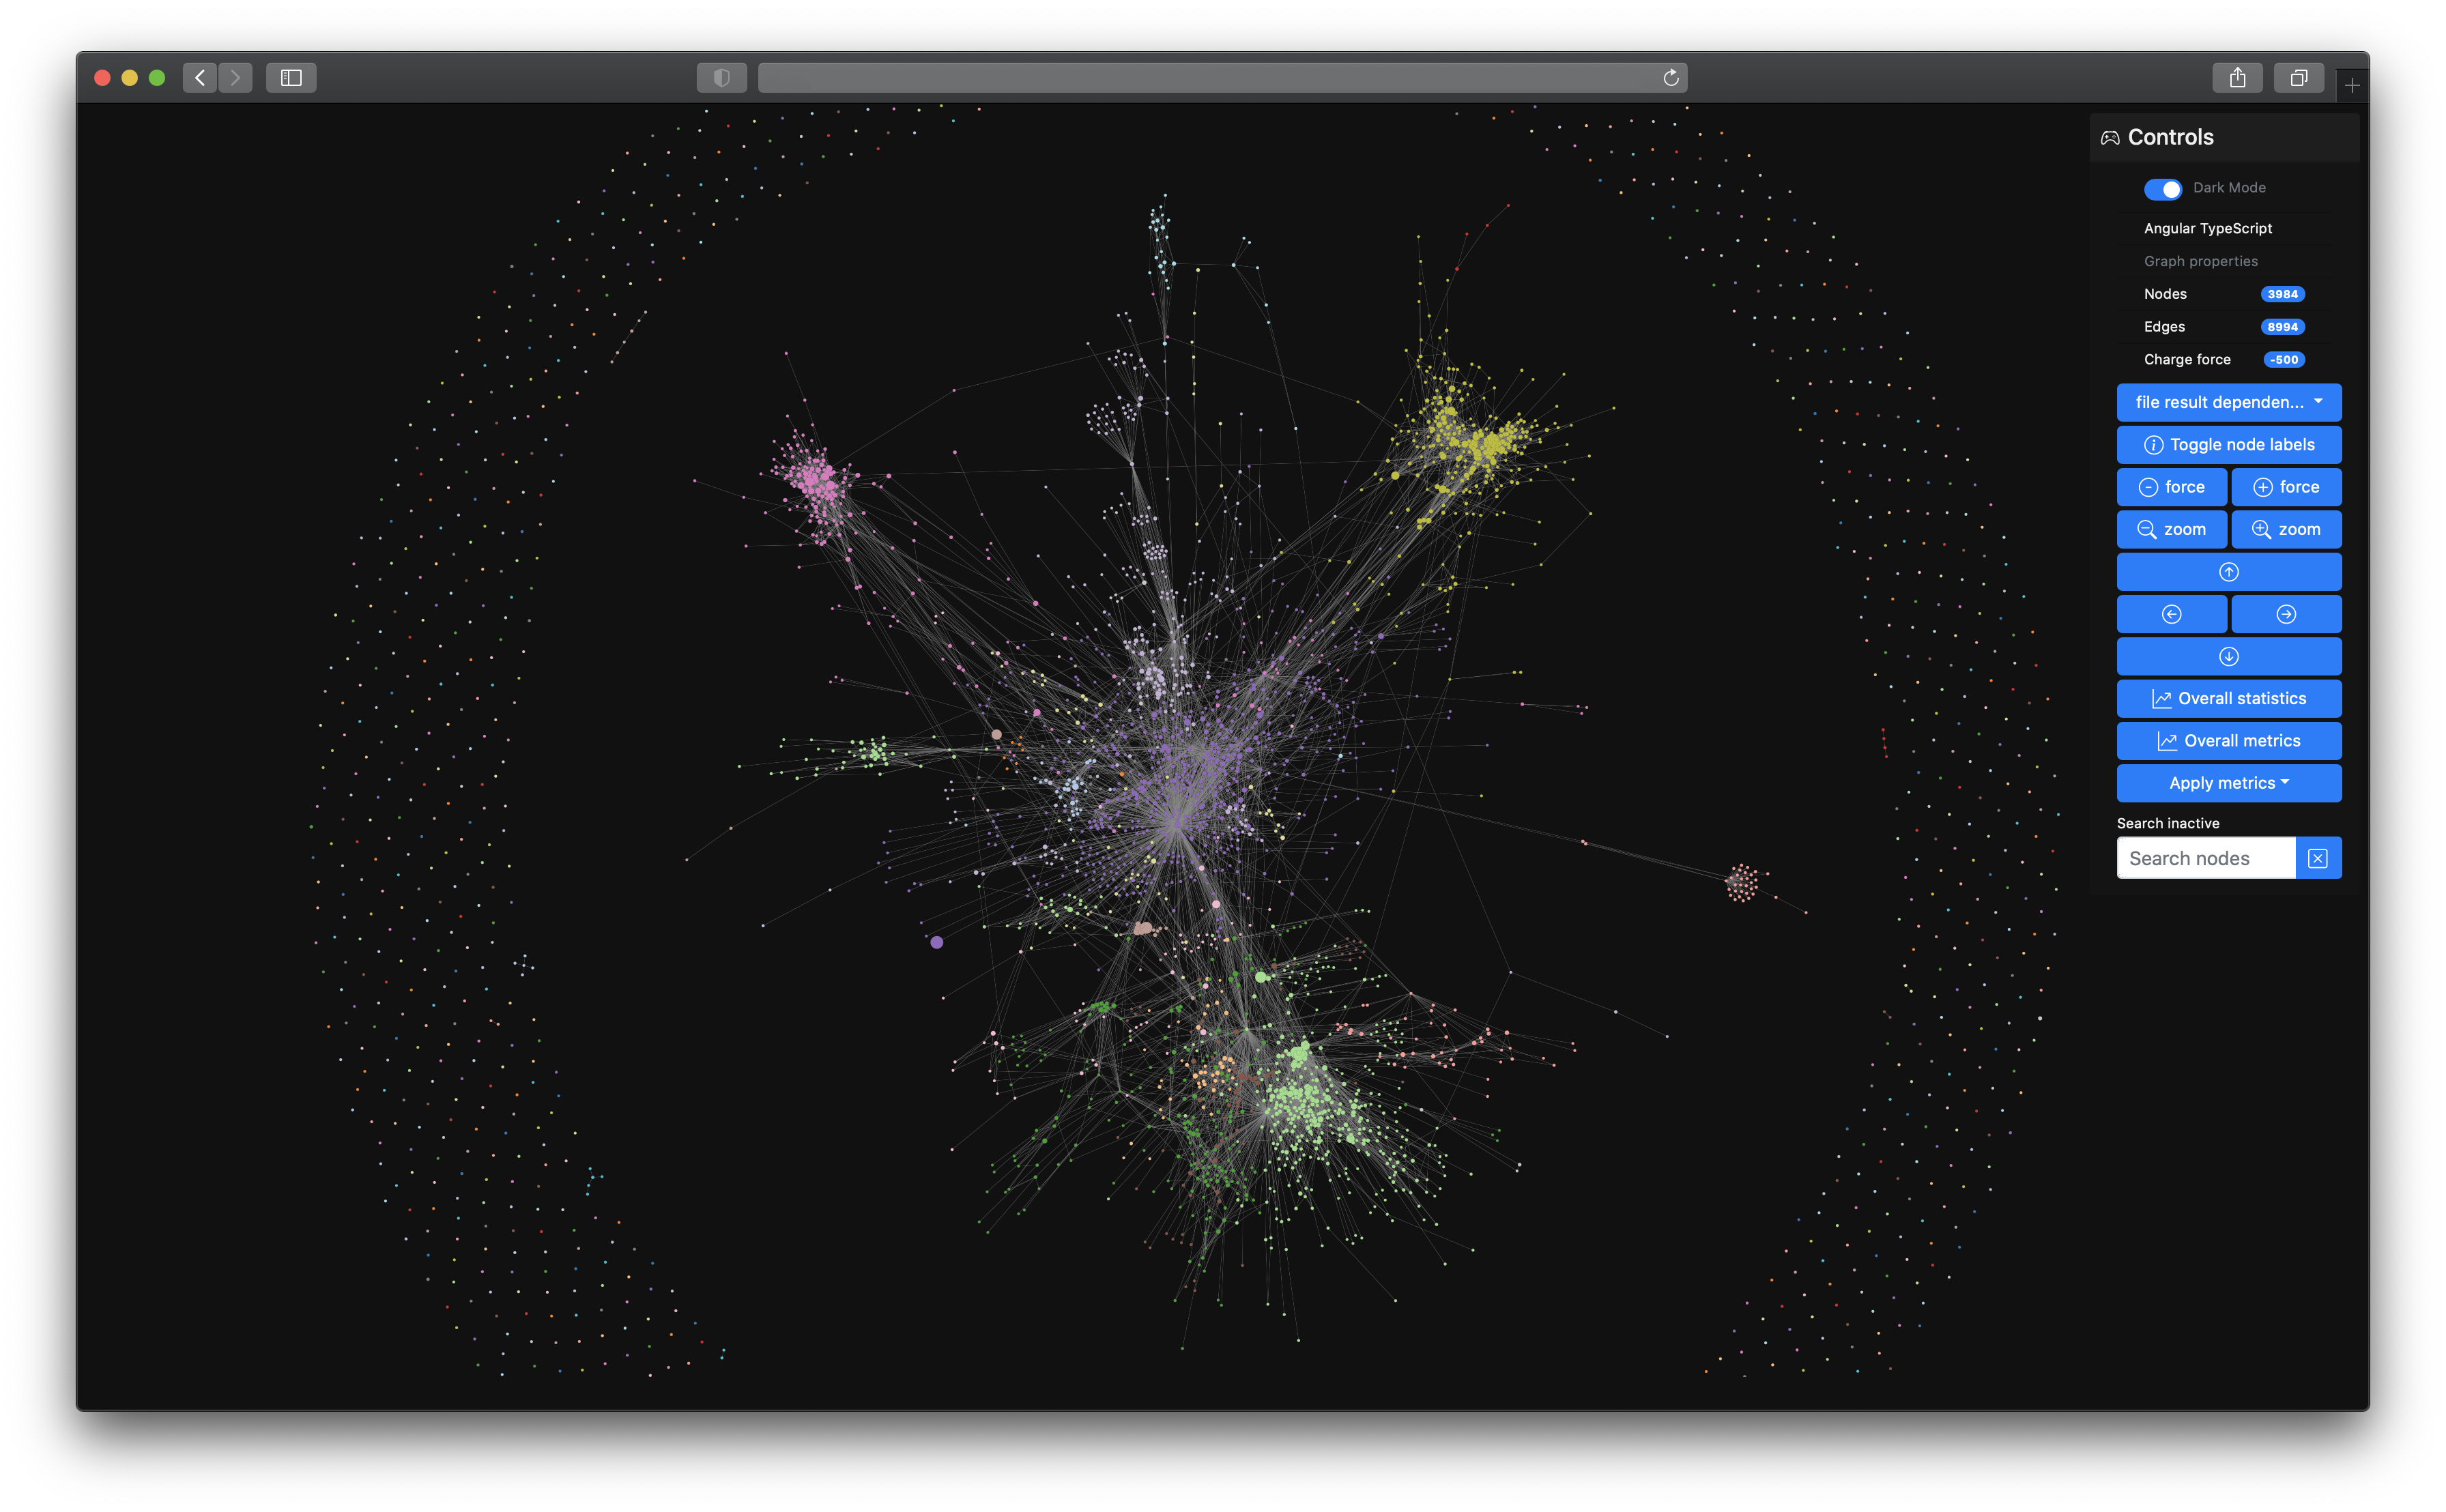 Controls
Dark Mode
Angular TypeScript
Graph properties
Nodes 3984
Edges 8994
Charge force -500
file result dependen...
Toggle node labels
force force
zoom zoom
Overall statistics
Overall metrics
Apply metrics
Search inactive
Search nodes